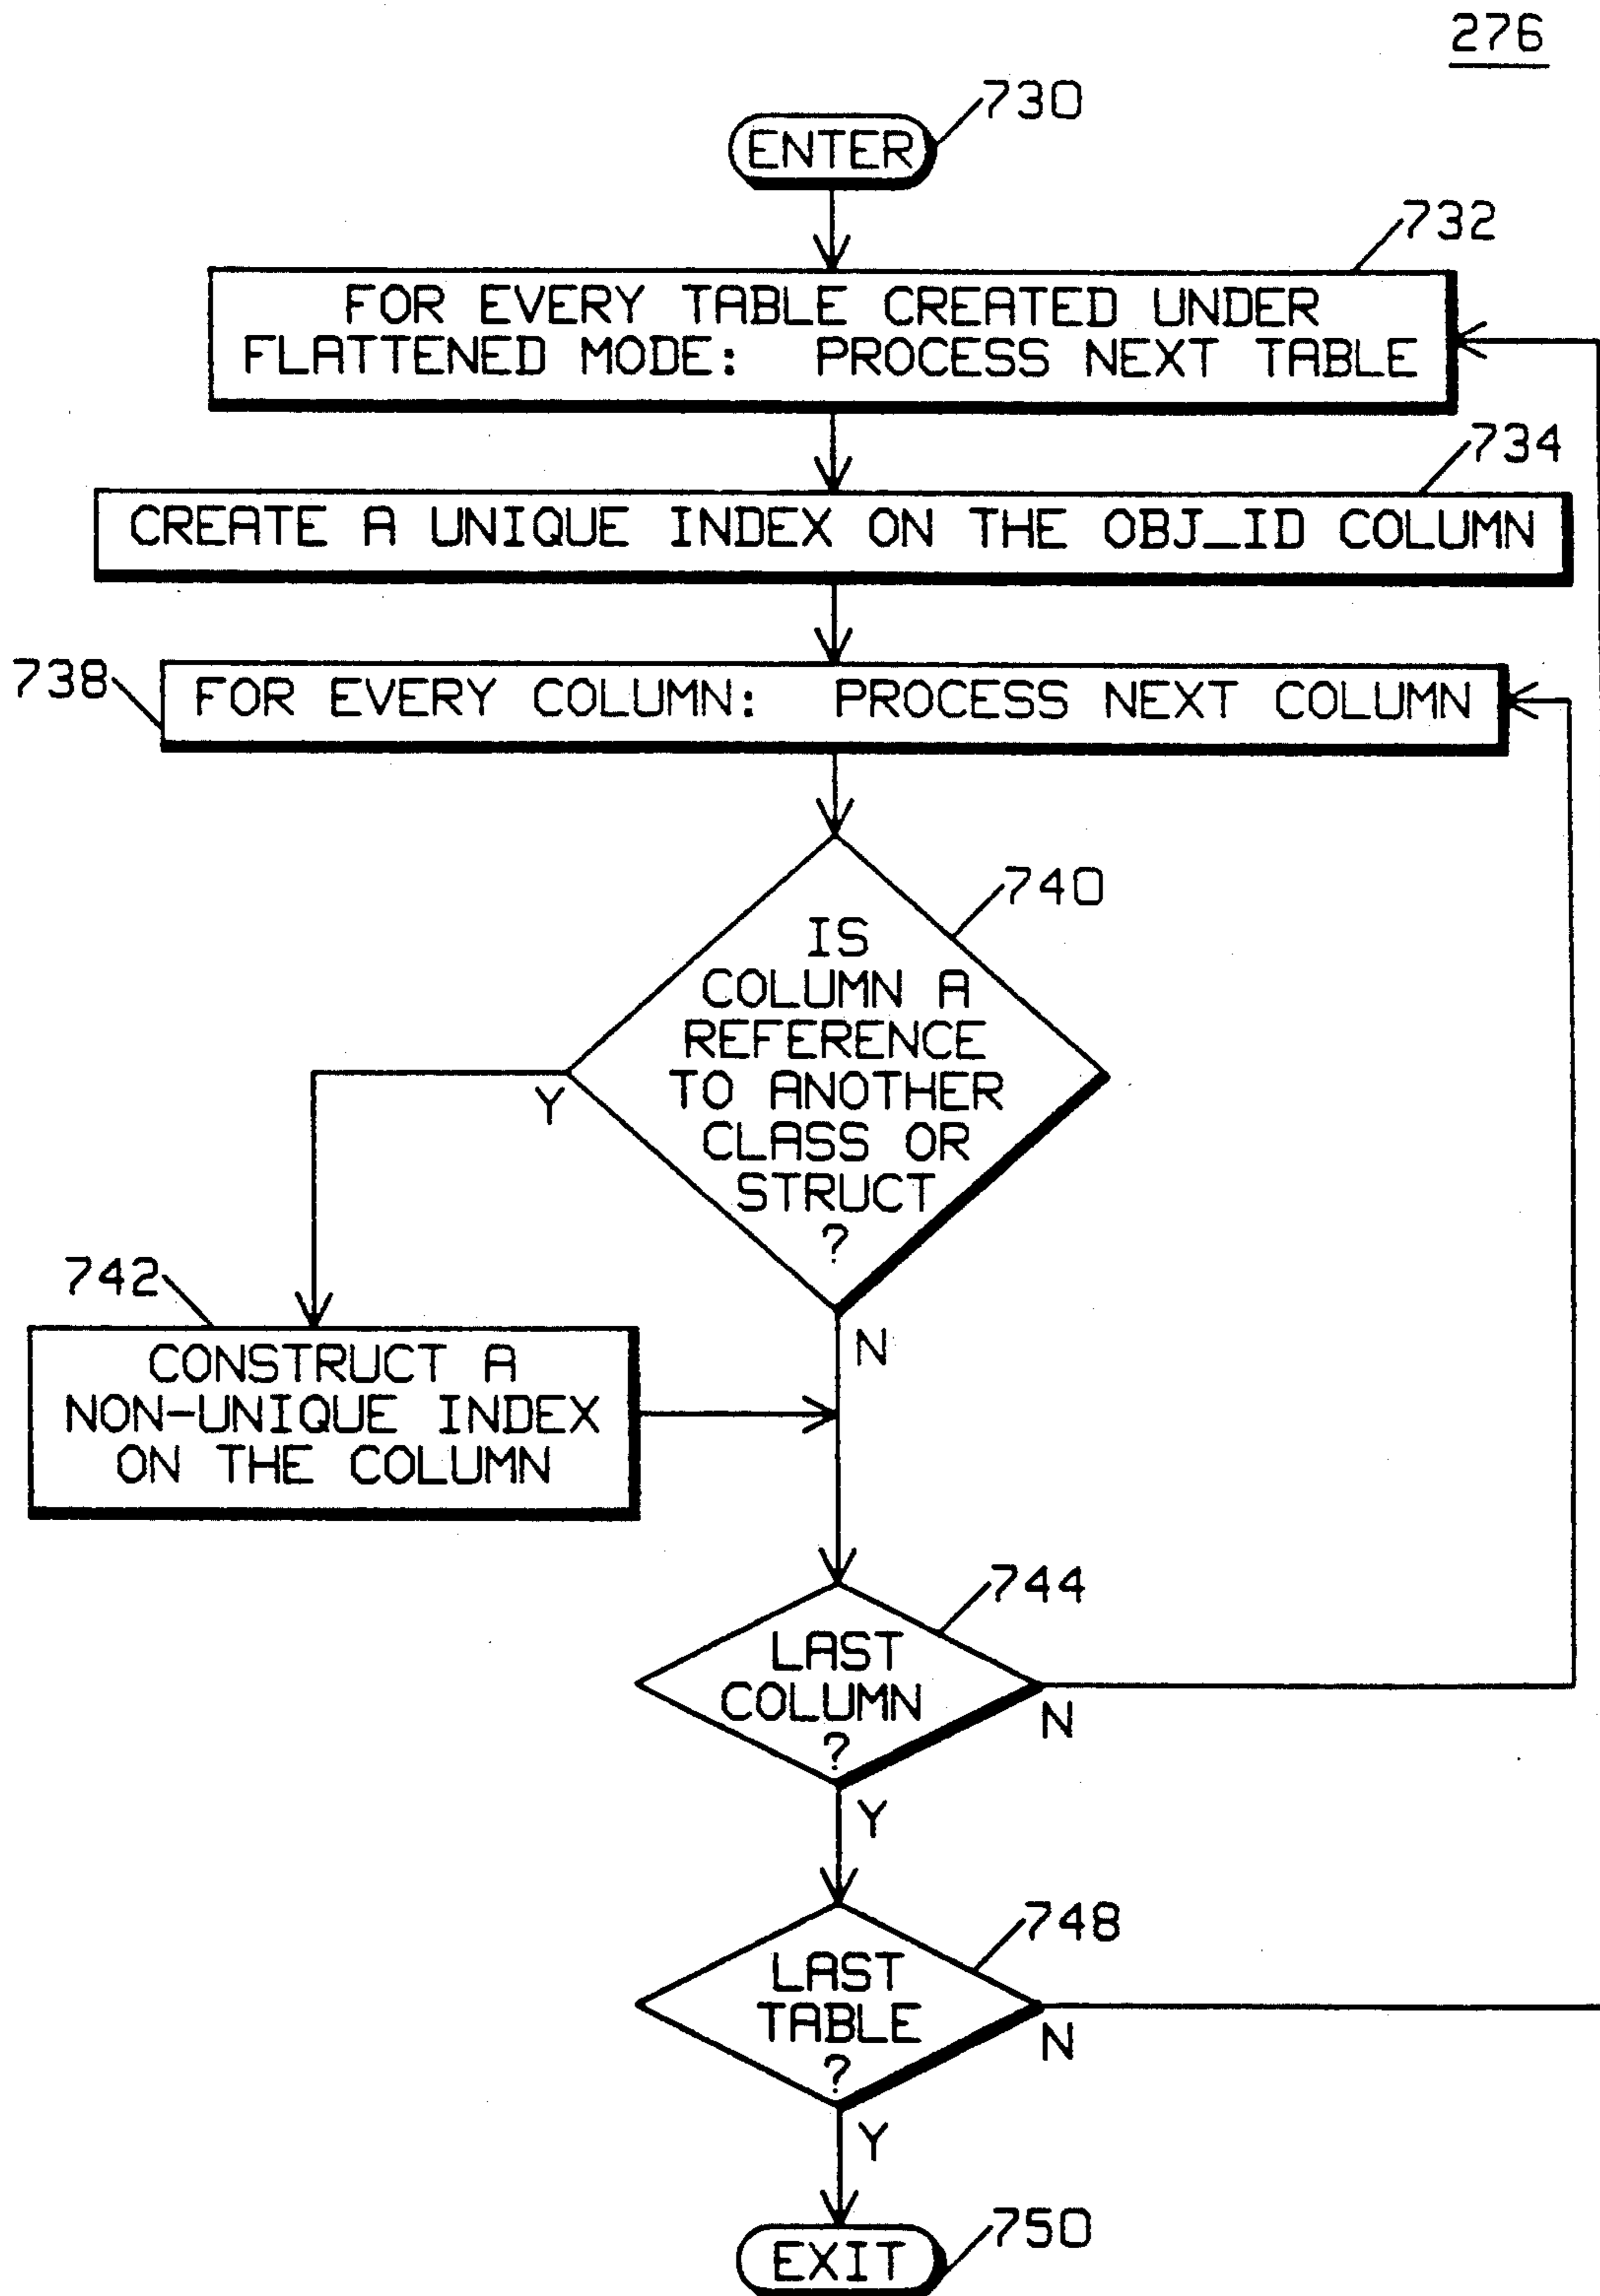 276
730
ENTER
732
FOR EVERY TABLE CREATED UNDER
FLATTENED MODE: PROCESS NEXT TABLE
734
CREATE A UNIQUE INDEX ON THE OBJ_ID COLUMN
738
FOR EVERY COLUMN: PROCESS NEXT COLUMN
740
IS
COLUMN A
REFERENCE
TO ANOTHER
CLASS OR
STRUCT
?
Y
N
742
CONSTRUCT A
NON-UNIQUE INDEX
ON THE COLUMN
744
LAST
COLUMN
?
N
Y
748
LAST
TABLE
?
N
Y
750
EXIT